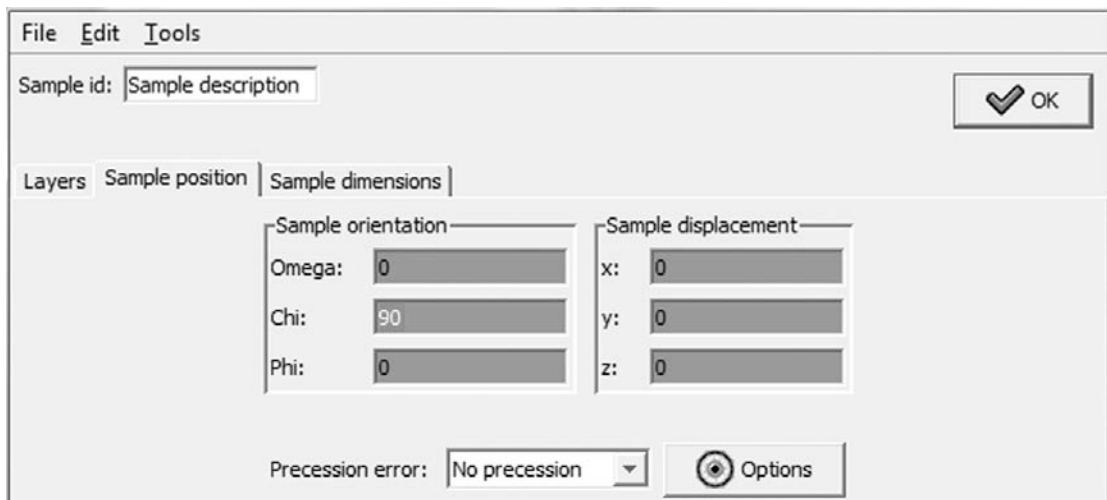 File Edit Tools
Sample id: Sample description
OK
Layers Sample position Sample dimensions
Sample orientation Sample displacement
Omega: 0 x: 0
Chi: 90 y: 0
Phi: 0 z: 0
Precession error: No precession Options